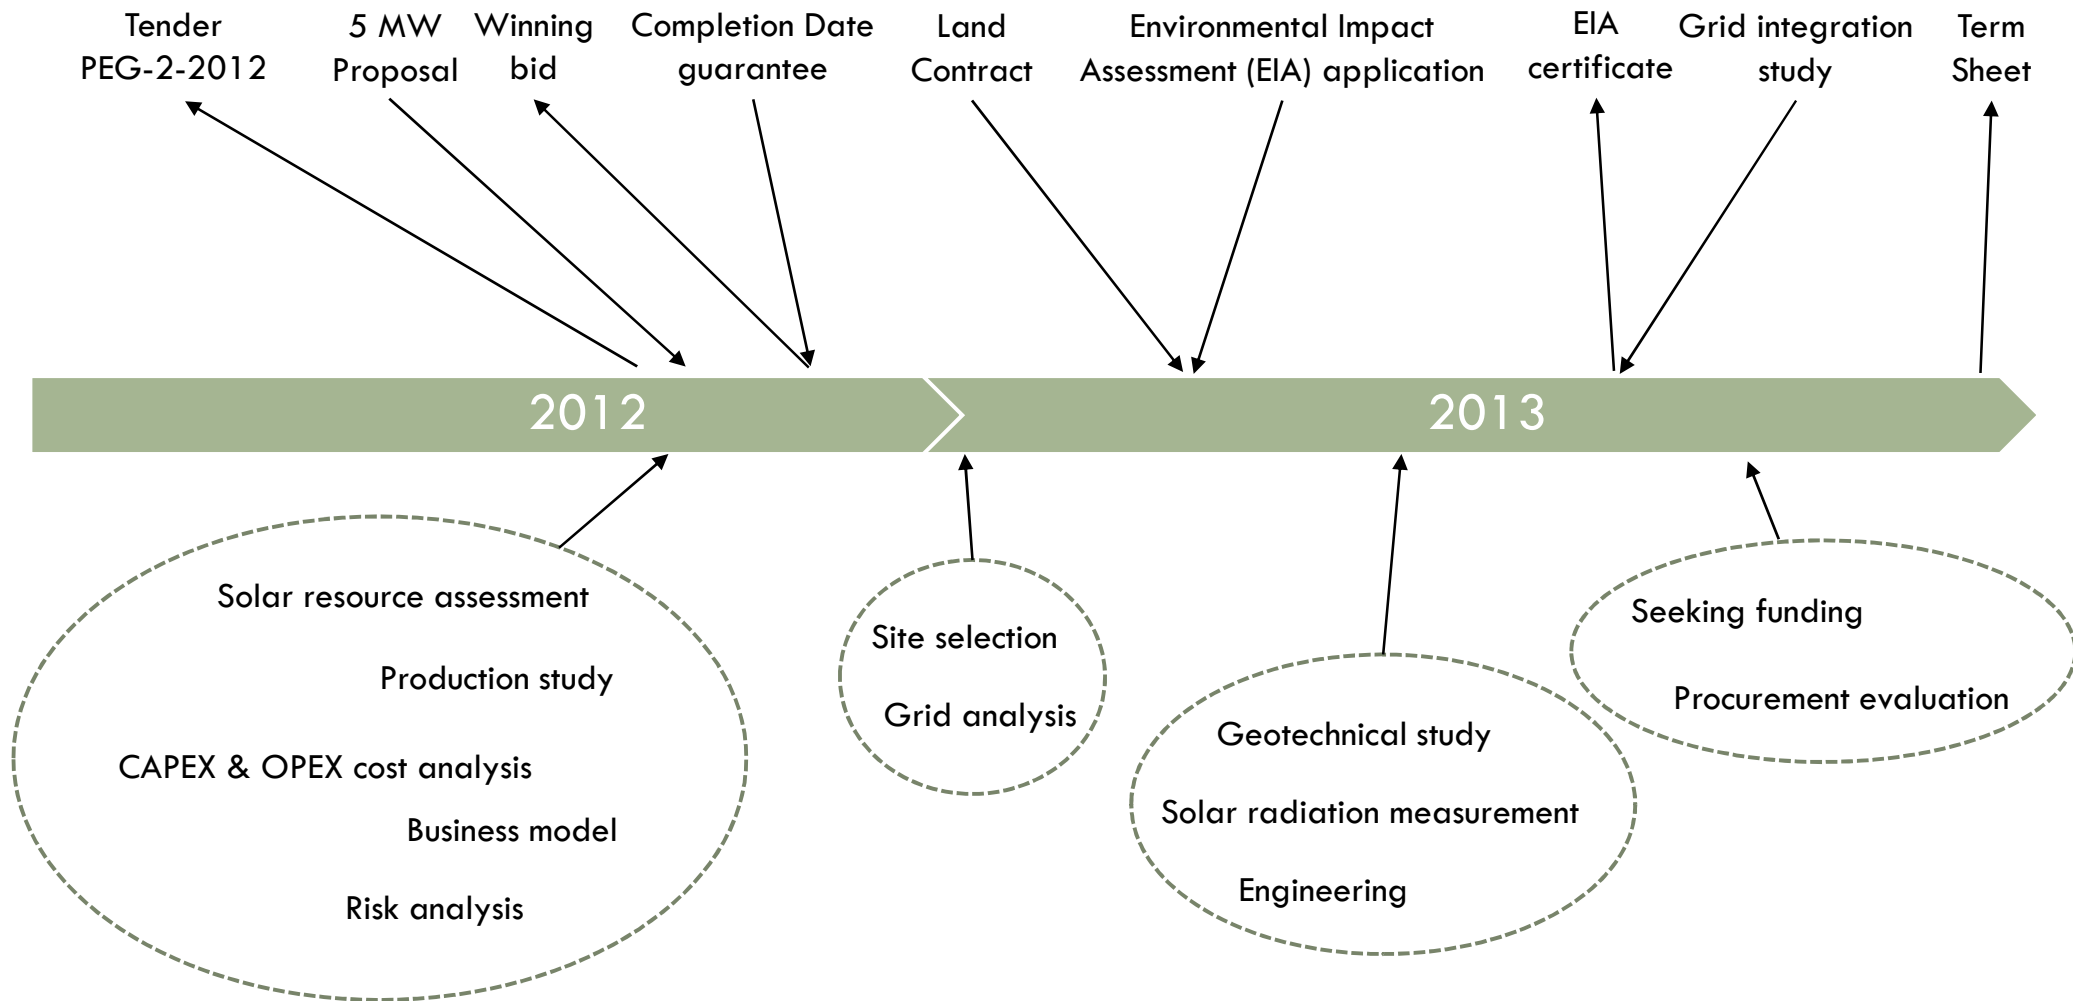 Tender
PEG-2-2012
5 MW
Proposal
Winning
bid
Completion Date
guarantee
Land
Contract
Environmental Impact
Assessment (EIA) application
EIA
certificate
Grid integration
study
Term
Sheet
2012
2013
Solar resource assessment
Production study
CAPEX & OPEX cost analysis
Business model
Risk analysis
Site selection
Grid analysis
Geotechnical study
Solar radiation measurement
Engineering
Seeking funding
Procurement evaluation